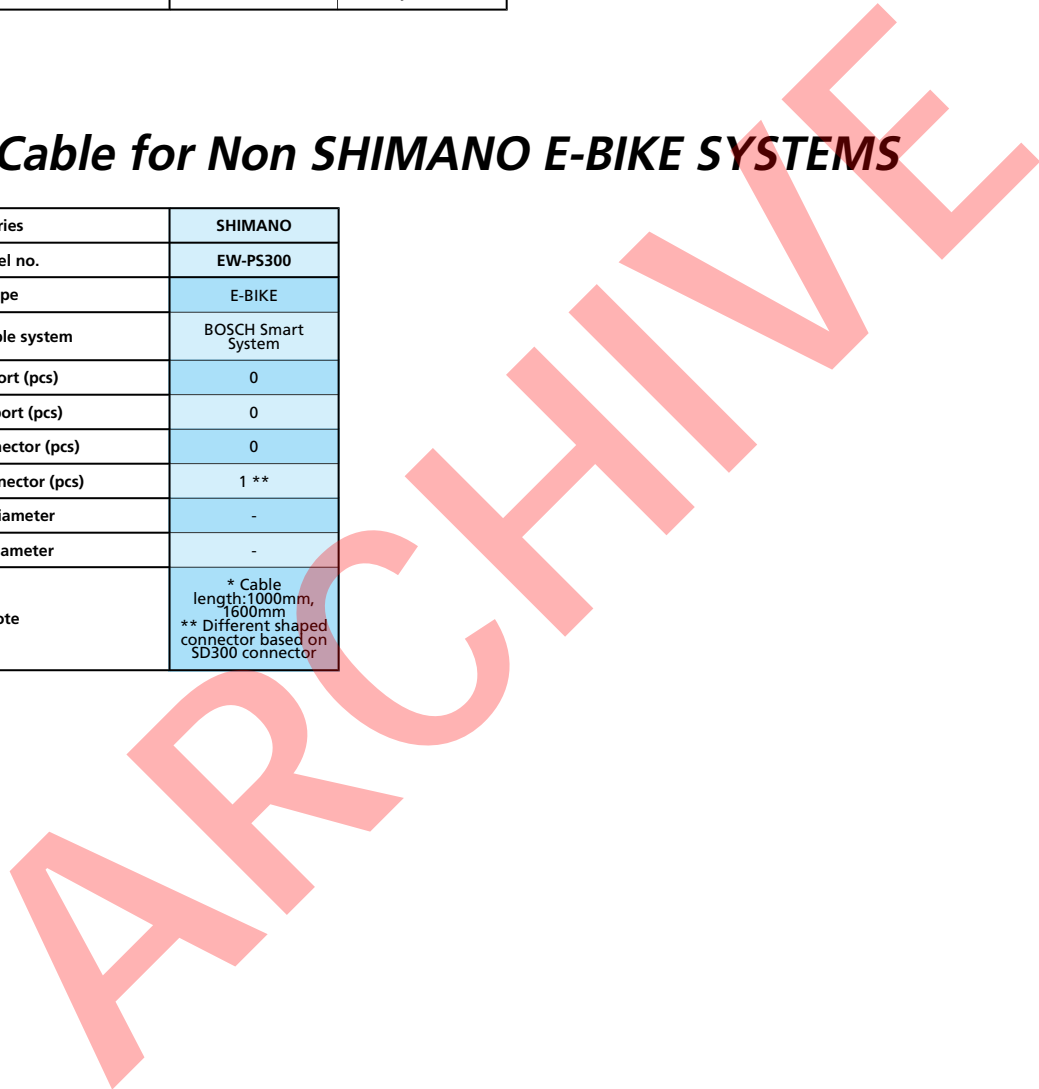 Cable for Non SHIMANO E-BIKE SYSTEMS
ries SHIMANO
el no. EW-PS300
pe E-BIKE
ble system BOSCH Smart
System
ort (pcs) 0
port (pcs) 0
nector (pcs) 0
nector (pcs) 1 **
iameter -
ameter -
ote * Cable
length:1000mm,
1600mm
** Different shaped
connector based on
SD300 connector
ARCHIVE